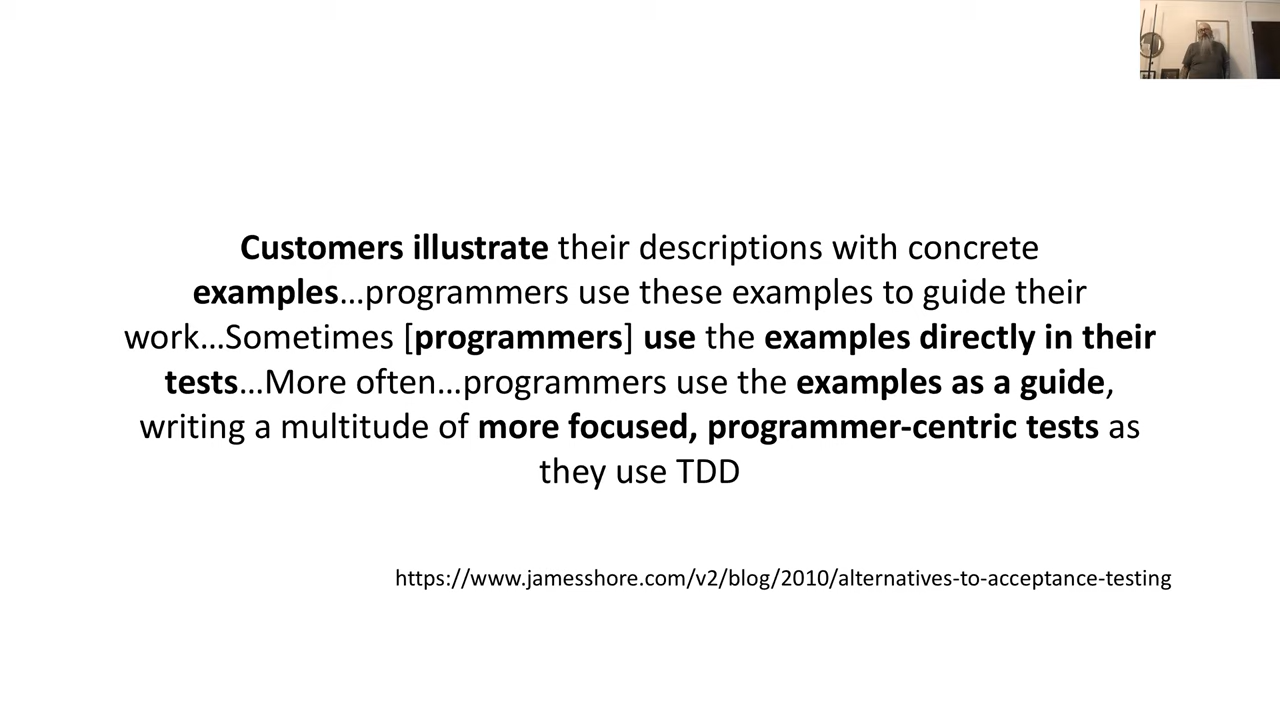 Customers illustrate their descriptions with concrete
examples…programmers use these examples to guide their
work…Sometimes [programmers] use the examples directly in their
tests…More often…programmers use the examples as a guide,
writing a multitude of more focused, programmer-centric tests as
they use TDD
https://www.jamesshore.com/v2/blog/2010/alternatives-to-acceptance-testing